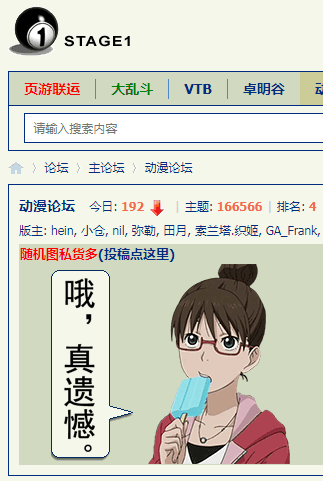 1
STAGE1
页游联运 大乱斗 VTB 卓明谷 动
请输入搜索内容
论坛 主论坛 动漫论坛
动漫论坛 今日: 192 | 主题: 166566 | 排名: 4
版主: hein, 小仓, nil, 弥勒, 田月, 索兰塔.织姬, GA_Frank,
随机图私货多(投稿点这里)
哦，真遗憾。